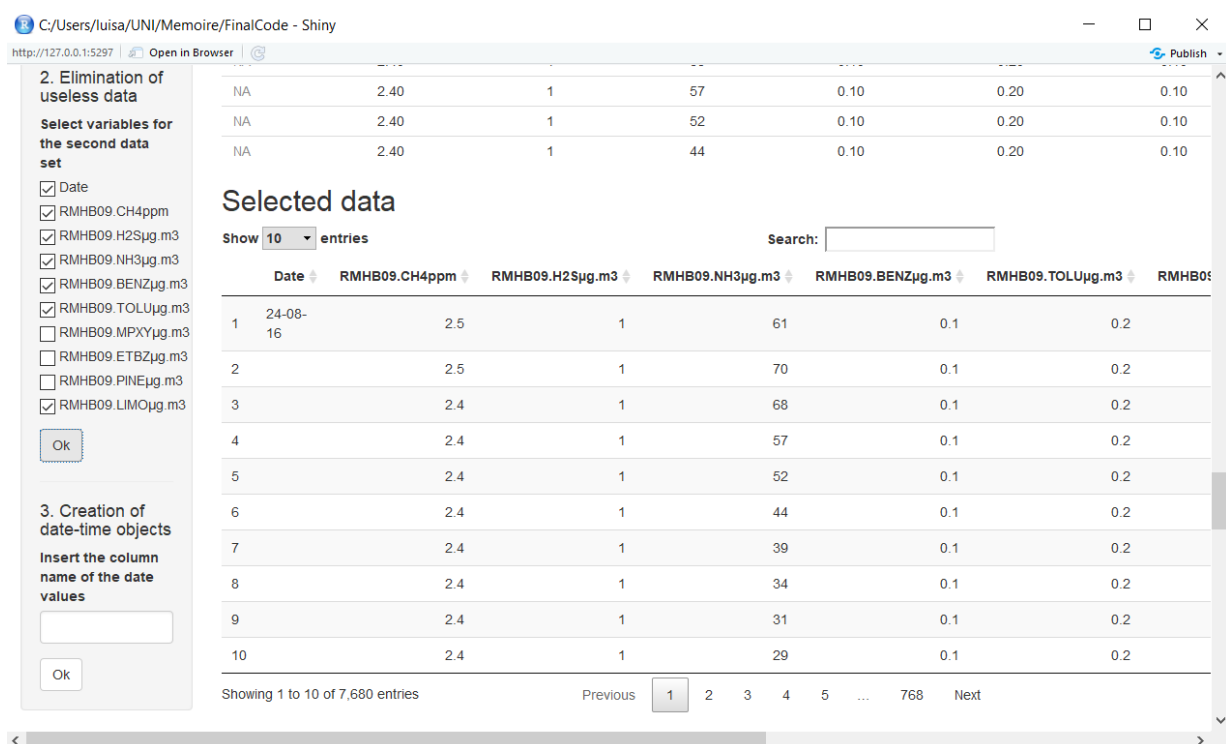 C:/Users/luisa/UNI/Memoire/FinalCode - Shiny
http://127.0.0.1:5297 Open in Browser Publish
2. Elimination of
useless data
Select variables for
the second data
set
Date
RMHB09.CH4ppm
RMHB09.H2Sµg.m3
RMHB09.NH3µg.m3
RMHB09.BENZµg.m3
RMHB09.TOLUµg.m3
RMHB09.MPXYµg.m3
RMHB09.ETBZµg.m3
RMHB09.PINEµg.m3
RMHB09.LIMOµg.m3
Ok
3. Creation of
date-time objects
Insert the column
name of the date
values
Ok
NA 2.40 1 57 0.10 0.20 0.10
NA 2.40 1 52 0.10 0.20 0.10
NA 2.40 1 44 0.10 0.20 0.10
Selected data
Show 10 entries Search:
Date RMHB09.CH4ppm RMHB09.H2Sµg.m3 RMHB09.NH3µg.m3 RMHB09.BENZµg.m3 RMHB09.TOLUµg.m3 RMHB0
1 24-08-
16 2.5 1 61 0.1 0.2
2 2.5 1 70 0.1 0.2
3 2.4 1 68 0.1 0.2
4 2.4 1 57 0.1 0.2
5 2.4 1 52 0.1 0.2
6 2.4 1 44 0.1 0.2
7 2.4 1 39 0.1 0.2
8 2.4 1 34 0.1 0.2
9 2.4 1 31 0.1 0.2
10 2.4 1 29 0.1 0.2
Showing 1 to 10 of 7,680 entries Previous 1 2 3 4 5 … 768 Next